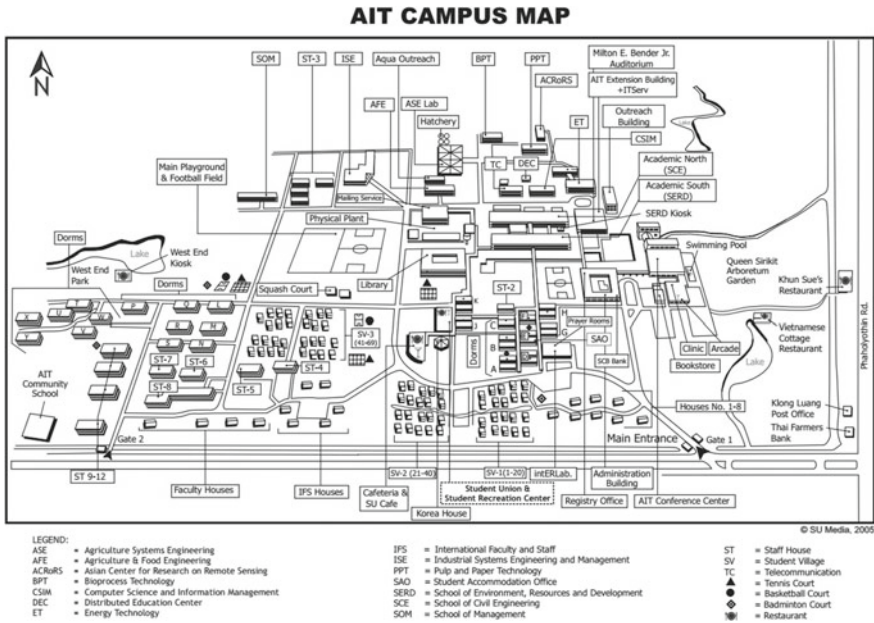 AIT CAMPUS MAP
N
SOM
ST-3
ISE
Aqua Outreach
BPT
PPT
Milton E. Bender Jr.
Auditorium
ACRoRS
AIT Extension Building
+ITServ
AFE
ASE Lab
Hatchery
ET
Outreach
Building
Lake
CSIM
TC
DEC
Academic North
(SCE)
Main Playground
& Football Field
Mailing Service
Academic South
(SERD)
Physical Plant
SERD Kiosk
Dorms
Lake
West End
Kiosk
Swimming Pool
Queen Sirikit
Arboretum
Garden
Khun Sue's
Restaurant
West End
Park
Dorms
Squash Court
Library
ST-2
T
P
Q
L
X
U
W
R
M
Y
V
S
N
K
J
H
G
C
B
A
Dorms
Prayer Rooms
SAO
SCB Bank
SV-3
(41-69)
ST-7
ST-6
ST-8
ST-5
ST-4
Clinic
Arcade
Bookstore
Vietnamese
Cottage Restaurant
Lake
Phaholyothin Rd.
AIT
Community
School
Houses No. 1-8
Klong Luang
Post Office
Thai Farmers
Bank
Gate 2
Main Entrance
Gate 1
ST 9-12
Faculty Houses
IFS Houses
SV-2 (21-40)
SV-1(1-20)
intERLab.
Administration
Building
Cafeteria &
SU Cafe
Student Union &
Student Recreation Center
Korea House
Registry Office
AIT Conference Center
© SU Media, 2005
LEGEND:
ASE = Agriculture Systems Engineering
AFE = Agriculture & Food Engineering
ACRoRS = Asian Center for Research on Remote Sensing
BPT = Bioprocess Technology
CSIM = Computer Science and Information Management
DEC = Distributed Education Center
ET = Energy Technology
IFS = International Faculty and Staff
ISE = Industrial Systems Engineering and Management
PPT = Pulp and Paper Technology
SAO = Student Accommodation Office
SERD = School of Environment, Resources and Development
SCE = School of Civil Engineering
SOM = School of Management
ST = Staff House
SV = Student Village
TC = Telecommunication
= Tennis Court
= Basketball Court
= Badminton Court
= Restaurant